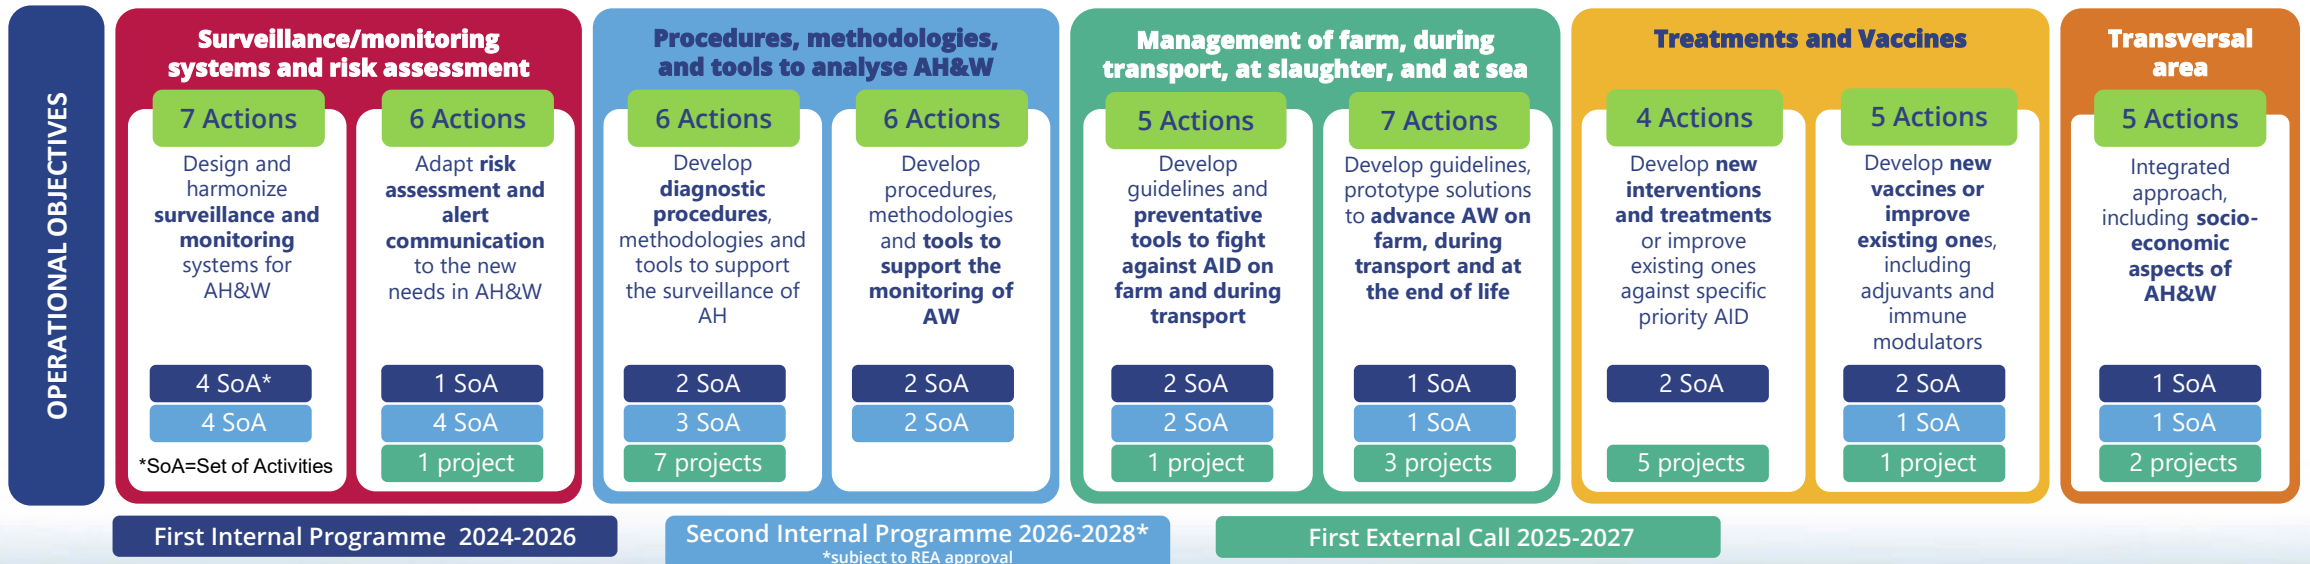 OPERATIONAL OBJECTIVES
Surveillance/monitoring
systems and risk assessment
7 Actions
Design and
harmonize
surveillance and
monitoring
systems for
AH&W
4 SoA*
4 SoA
*SoA=Set of Activities
6 Actions
Adapt risk
assessment and
alert
communication
to the new
needs in AH&W
1 SoA
4 SoA
1 project
Procedures, methodologies,
and tools to analyse AH&W
6 Actions
Develop
diagnostic
procedures,
methodologies and
tools to support
the surveillance of
AH
2 SoA
3 SoA
7 projects
6 Actions
Develop
procedures,
methodologies
and tools to
support the
monitoring of
AW
2 SoA
2 SoA
Management of farm, during
transport, at slaughter, and at sea
5 Actions
Develop
guidelines and
preventative
tools to fight
against AID on
farm and during
transport
2 SoA
2 SoA
1 project
7 Actions
Develop guidelines,
prototype solutions
to advance AW on
farm, during
transport and at
the end of life
1 SoA
1 SoA
3 projects
Treatments and Vaccines
4 Actions
Develop new
interventions
and treatments
or improve
existing ones
against specific
priority AID
2 SoA
5 projects
5 Actions
Develop new
vaccines or
improve
existing ones,
including
adjuvants and
immune
modulators
2 SoA
1 SoA
1 project
Transversal
area
5 Actions
Integrated
approach,
including socio-
economic
aspects of
AH&W
1 SoA
1 SoA
2 projects
First Internal Programme 2024-2026
Second Internal Programme 2026-2028*
*subject to REA approval
First External Call 2025-2027